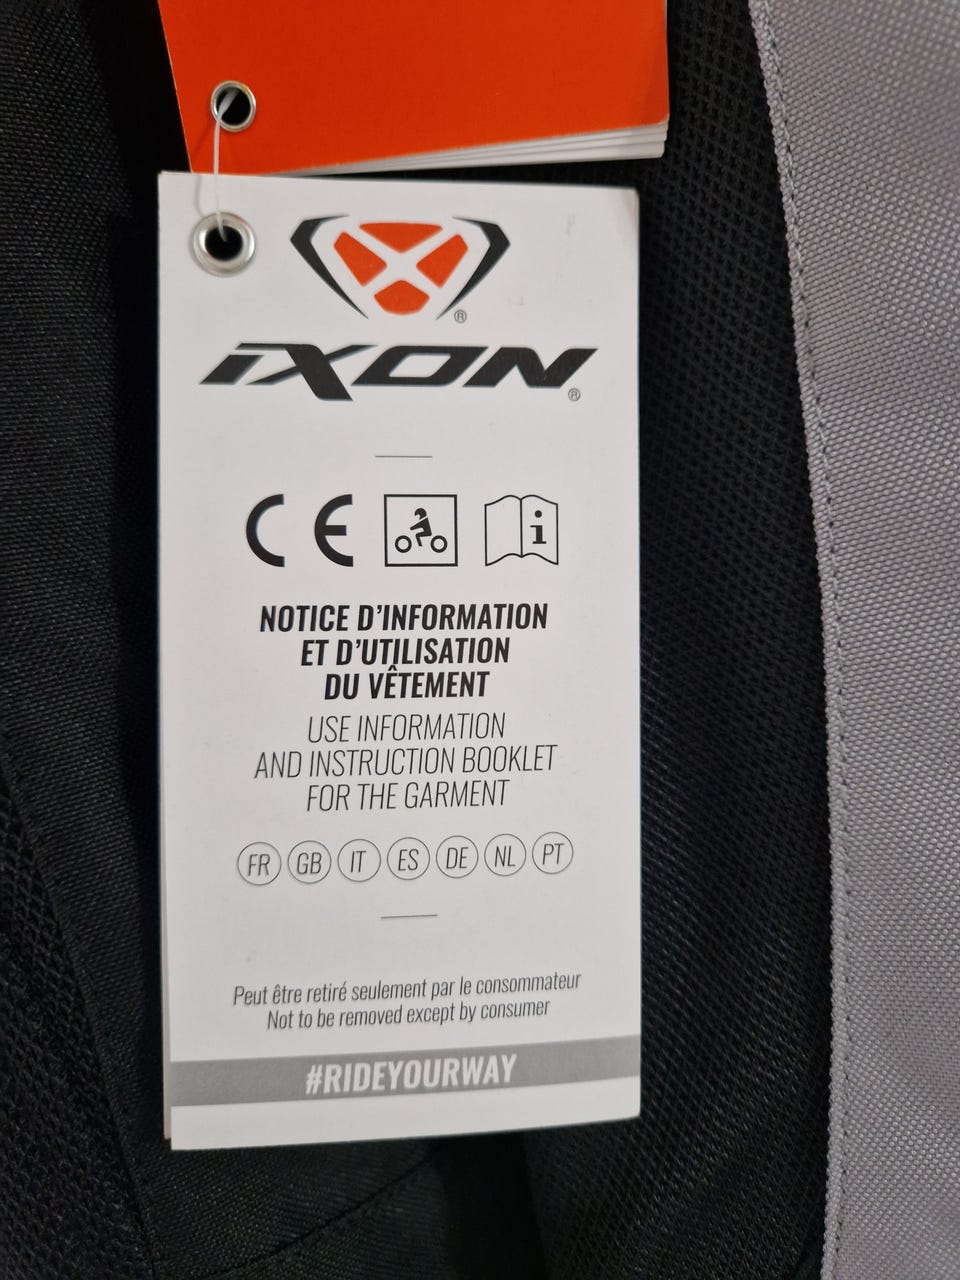 ®
iXON®
CE i
NOTICE D'INFORMATION
ET D'UTILISATION
DU VÊTEMENT
USE INFORMATION
AND INSTRUCTION BOOKLET
FOR THE GARMENT
FR GB IT ES DE NL PT
Peut être retiré seulement par le consommateur
Not to be removed except by consumer
#RIDEYOURWAY